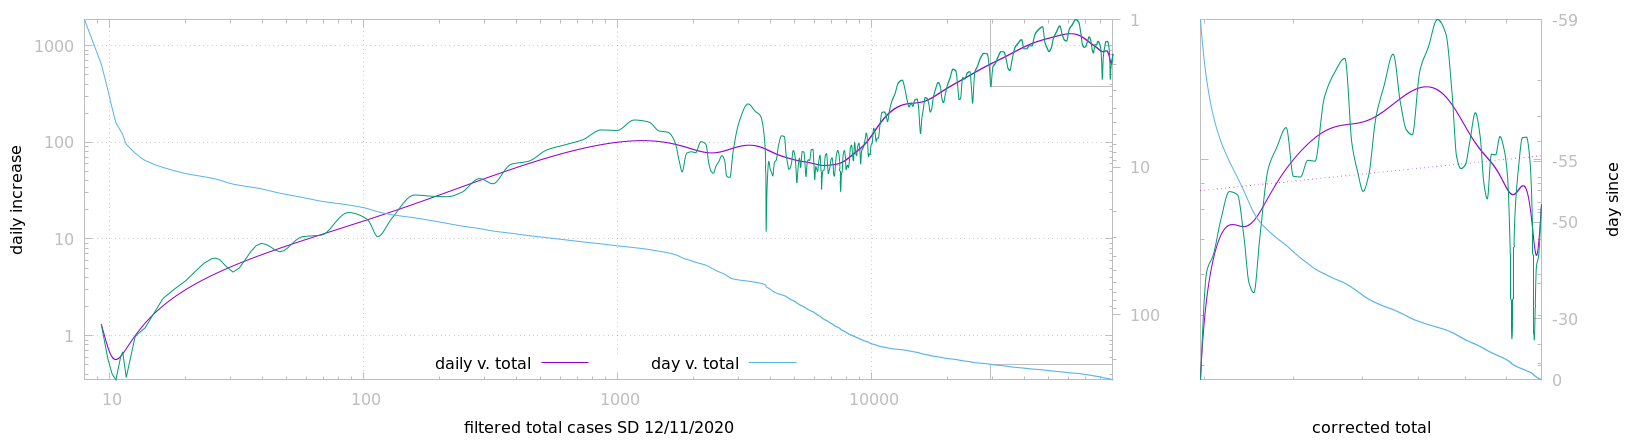 1000
100
10
1
daily increase
10
100
1000
10000
filtered total cases SD 12/11/2020
daily v. total
day v. total
1
10
100
-59
-55
-50
-30
0
day since
corrected total